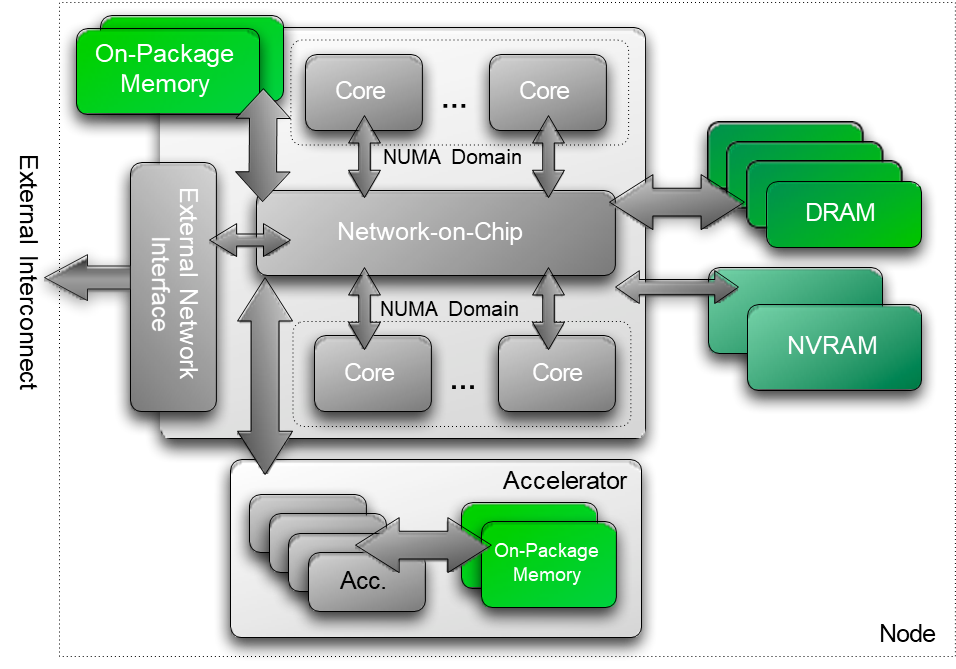 On-Package
Memory
Core
...
Core
NUMA Domain
DRAM
External Interconnect
External Network
Interface
Network-on-Chip
NVRAM
NUMA Domain
Core
...
Core
Accelerator
Acc.
On-Package
Memory
Node